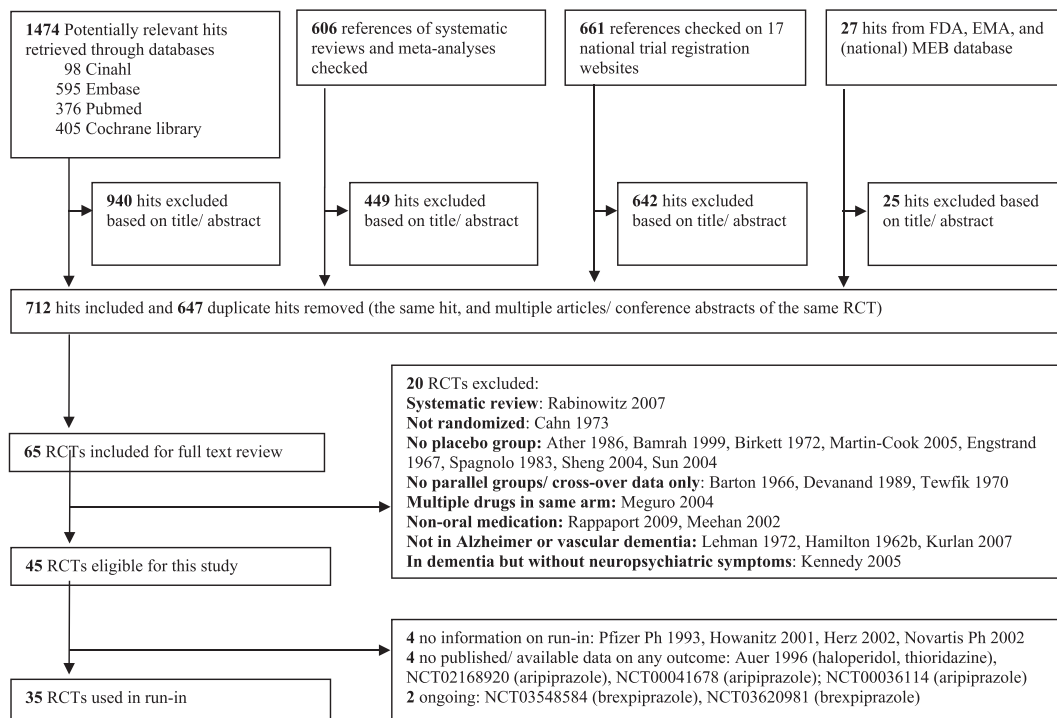 1474 Potentially relevant hits
retrieved through databases
98 Cinahl
595 Embase
376 Pubmed
405 Cochrane library
606 references of systematic
reviews and meta-analyses
checked
661 references checked on 17
national trial registration
websites
27 hits from FDA, EMA, and
(national) MEB database
940 hits excluded
based on title/ abstract
449 hits excluded
based on title/ abstract
642 hits excluded
based on title/ abstract
25 hits excluded based on
title/ abstract
712 hits included and 647 duplicate hits removed (the same hit, and multiple articles/ conference abstracts of the same RCT)
20 RCTs excluded:
Systematic review: Rabinowitz 2007
Not randomized: Cahn 1973
No placebo group: Ather 1986, Bamrah 1999, Birkett 1972, Martin-Cook 2005, Engstrand
1967, Spagnolo 1983, Sheng 2004, Sun 2004
No parallel groups/ cross-over data only: Barton 1966, Devanand 1989, Tewfik 1970
Multiple drugs in same arm: Meguro 2004
Non-oral medication: Rappaport 2009, Meehan 2002
Not in Alzheimer or vascular dementia: Lehman 1972, Hamilton 1962b, Kurlan 2007
In dementia but without neuropsychiatric symptoms: Kennedy 2005
65 RCTs included for full text review
45 RCTs eligible for this study
4 no information on run-in: Pfizer Ph 1993, Howanitz 2001, Herz 2002, Novartis Ph 2002
4 no published/ available data on any outcome: Auer 1996 (haloperidol, thioridazine),
NCT02168920 (aripiprazole), NCT00041678 (aripiprazole); NCT00036114 (aripiprazole)
2 ongoing: NCT03548584 (brexpiprazole), NCT03620981 (brexpiprazole)
35 RCTs used in run-in